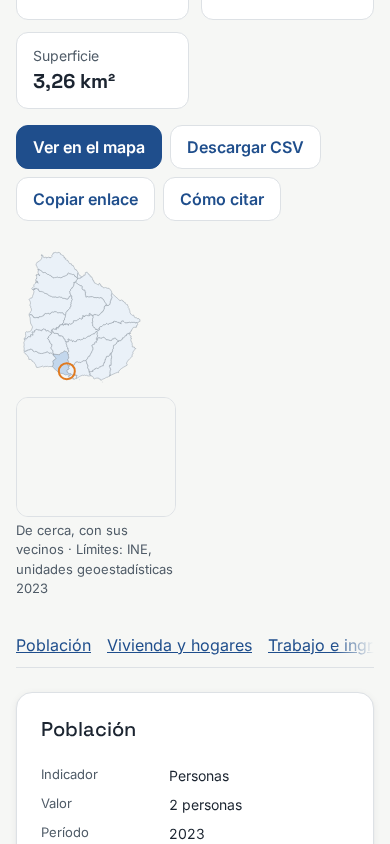 Superficie
3,26 km²
Ver en el mapa
Descargar CSV
Copiar enlace
Cómo citar
De cerca, con sus
vecinos · Límites: INE,
unidades geoestadísticas
2023
Población
Vivienda y hogares
Trabajo e ingr
Población
Indicador
Personas
Valor
2 personas
Período
2023